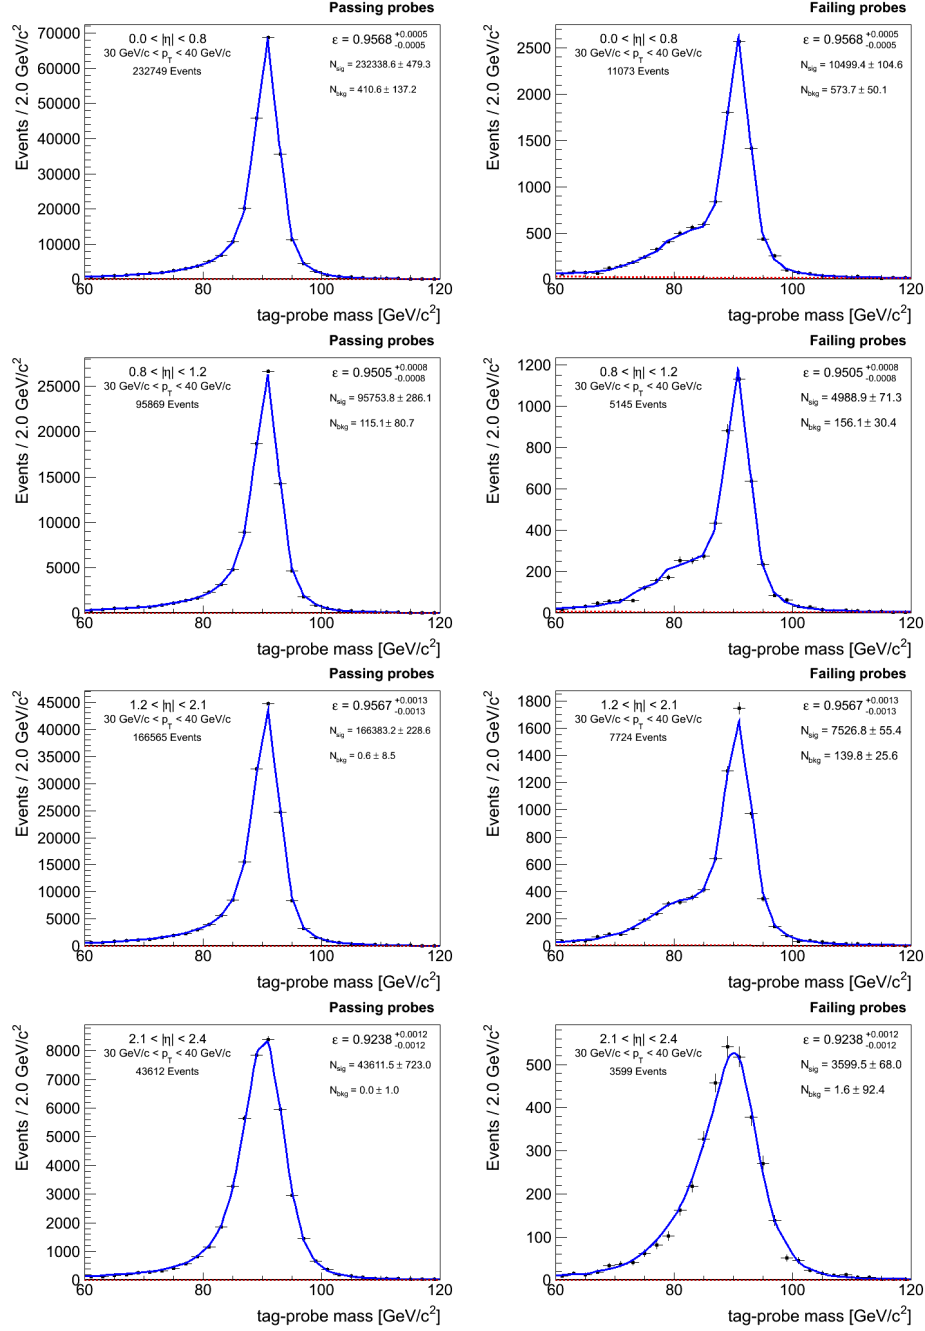 Passing probes
Events / 2.0 GeV/c²
70000
60000
50000
40000
30000
20000
10000
0
0.0 < |η| < 0.8
30 GeV/c < p_T < 40 GeV/c
232749 Events
ε = 0.9568 +0.0005 -0.0005
N_sig = 232338.6 ± 479.3
N_bkg = 410.6 ± 137.2
60 80 100 120
tag-probe mass [GeV/c²]
Failing probes
Events / 2.0 GeV/c²
2500
2000
1500
1000
500
0
0.0 < |η| < 0.8
30 GeV/c < p_T < 40 GeV/c
11073 Events
ε = 0.9568 +0.0005 -0.0005
N_sig = 10499.4 ± 104.6
N_bkg = 573.7 ± 50.1
60 80 100 120
tag-probe mass [GeV/c²]
Passing probes
Events / 2.0 GeV/c²
25000
20000
15000
10000
5000
0
0.8 < |η| < 1.2
30 GeV/c < p_T < 40 GeV/c
95869 Events
ε = 0.9505 +0.0008 -0.0008
N_sig = 95753.8 ± 286.1
N_bkg = 115.1 ± 80.7
60 80 100 120
tag-probe mass [GeV/c²]
Failing probes
Events / 2.0 GeV/c²
1200
1000
800
600
400
200
0
0.8 < |η| < 1.2
30 GeV/c < p_T < 40 GeV/c
5145 Events
ε = 0.9505 +0.0008 -0.0008
N_sig = 4988.9 ± 71.3
N_bkg = 156.1 ± 30.4
60 80 100 120
tag-probe mass [GeV/c²]
Passing probes
Events / 2.0 GeV/c²
45000
40000
35000
30000
25000
20000
15000
10000
5000
0
1.2 < |η| < 2.1
30 GeV/c < p_T < 40 GeV/c
166565 Events
ε = 0.9567 +0.0013 -0.0013
N_sig = 166383.2 ± 228.6
N_bkg = 0.6 ± 8.5
60 80 100 120
tag-probe mass [GeV/c²]
Failing probes
Events / 2.0 GeV/c²
1800
1600
1400
1200
1000
800
600
400
200
0
1.2 < |η| < 2.1
30 GeV/c < p_T < 40 GeV/c
7724 Events
ε = 0.9567 +0.0013 -0.0013
N_sig = 7526.8 ± 55.4
N_bkg = 139.8 ± 25.6
60 80 100 120
tag-probe mass [GeV/c²]
Passing probes
Events / 2.0 GeV/c²
8000
7000
6000
5000
4000
3000
2000
1000
0
2.1 < |η| < 2.4
30 GeV/c < p_T < 40 GeV/c
43612 Events
ε = 0.9238 +0.0012 -0.0012
N_sig = 43611.5 ± 723.0
N_bkg = 0.0 ± 1.0
60 80 100 120
tag-probe mass [GeV/c²]
Failing probes
Events / 2.0 GeV/c²
500
400
300
200
100
0
2.1 < |η| < 2.4
30 GeV/c < p_T < 40 GeV/c
3599 Events
ε = 0.9238 +0.0012 -0.0012
N_sig = 3599.5 ± 68.0
N_bkg = 1.6 ± 92.4
60 80 100 120
tag-probe mass [GeV/c²]